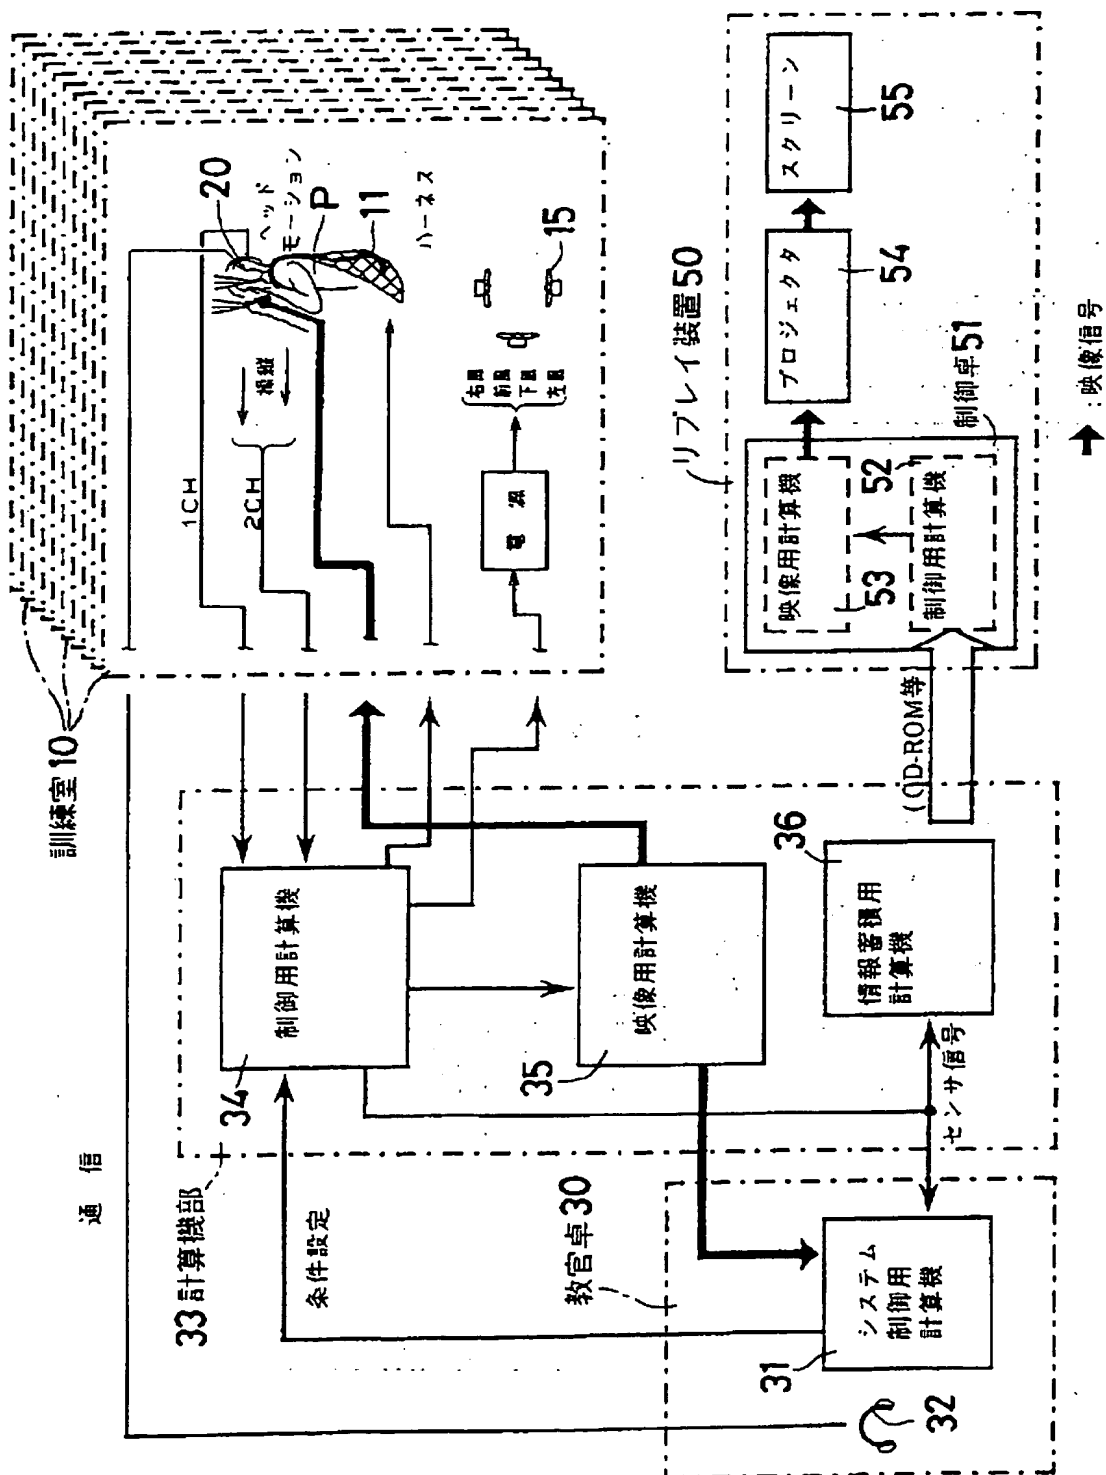 訓練室10
1CH
2CH
操縦
20
ヘッド
モーション
P
11
ハーネス
電源
右風
前風
下風
左風
15
通信
33計算機部
34
制御用計算機
35
映像用計算機
36
情報蓄積用
計算機
条件設定
センサ信号
教官卓30
31
システム
制御用
計算機
32
(CD-ROM等)
リプレイ装置50
制御卓51
52
制御用計算機
53
映像用計算機
プロジェクタ
54
スクリーン
55
:映像信号